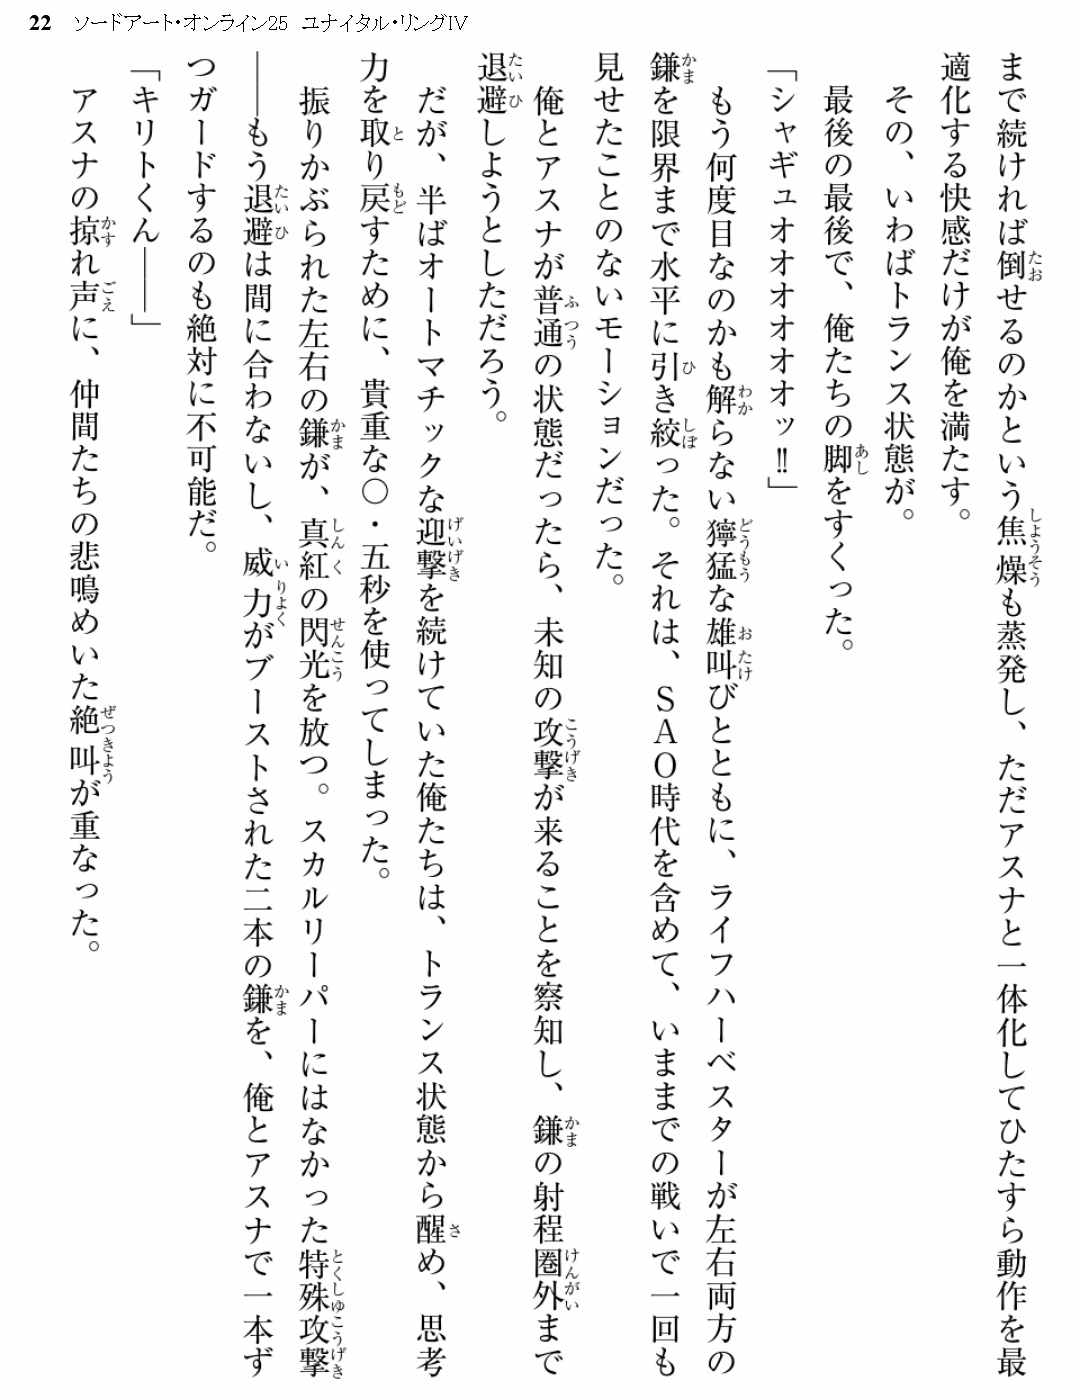 22 ソードアート・オンライン25 ユナイタル・リングⅣ
まで続ければ倒せるのかという焦燥も蒸発し、ただアスナと一体化してひたすら動作を最
適化する快感だけが俺を満たす。
その、いわばトランス状態が。
最後の最後で、俺たちの脚をすくった。
「シャギュオオオオオオッ‼」
もう何度目なのかも解らない獰猛な雄叫びとともに、ライフハーベスターが左右両方の
鎌を限界まで水平に引き絞った。それは、ＳＡＯ時代を含めて、いままでの戦いで一回も
見せたことのないモーションだった。
俺とアスナが普通の状態だったら、未知の攻撃が来ることを察知し、鎌の射程圏外まで
退避しようとしただろう。
だが、半ばオートマチックな迎撃を続けていた俺たちは、トランス状態から醒め、思考
力を取り戻すために、貴重な〇・五秒を使ってしまった。
振りかぶられた左右の鎌が、真紅の閃光を放つ。スカルリーパーにはなかった特殊攻撃
――もう退避は間に合わないし、威力がブーストされた二本の鎌を、俺とアスナで一本ず
つガードするのも絶対に不可能だ。
「キリトくん――」
アスナの掠れ声に、仲間たちの悲鳴めいた絶叫が重なった。